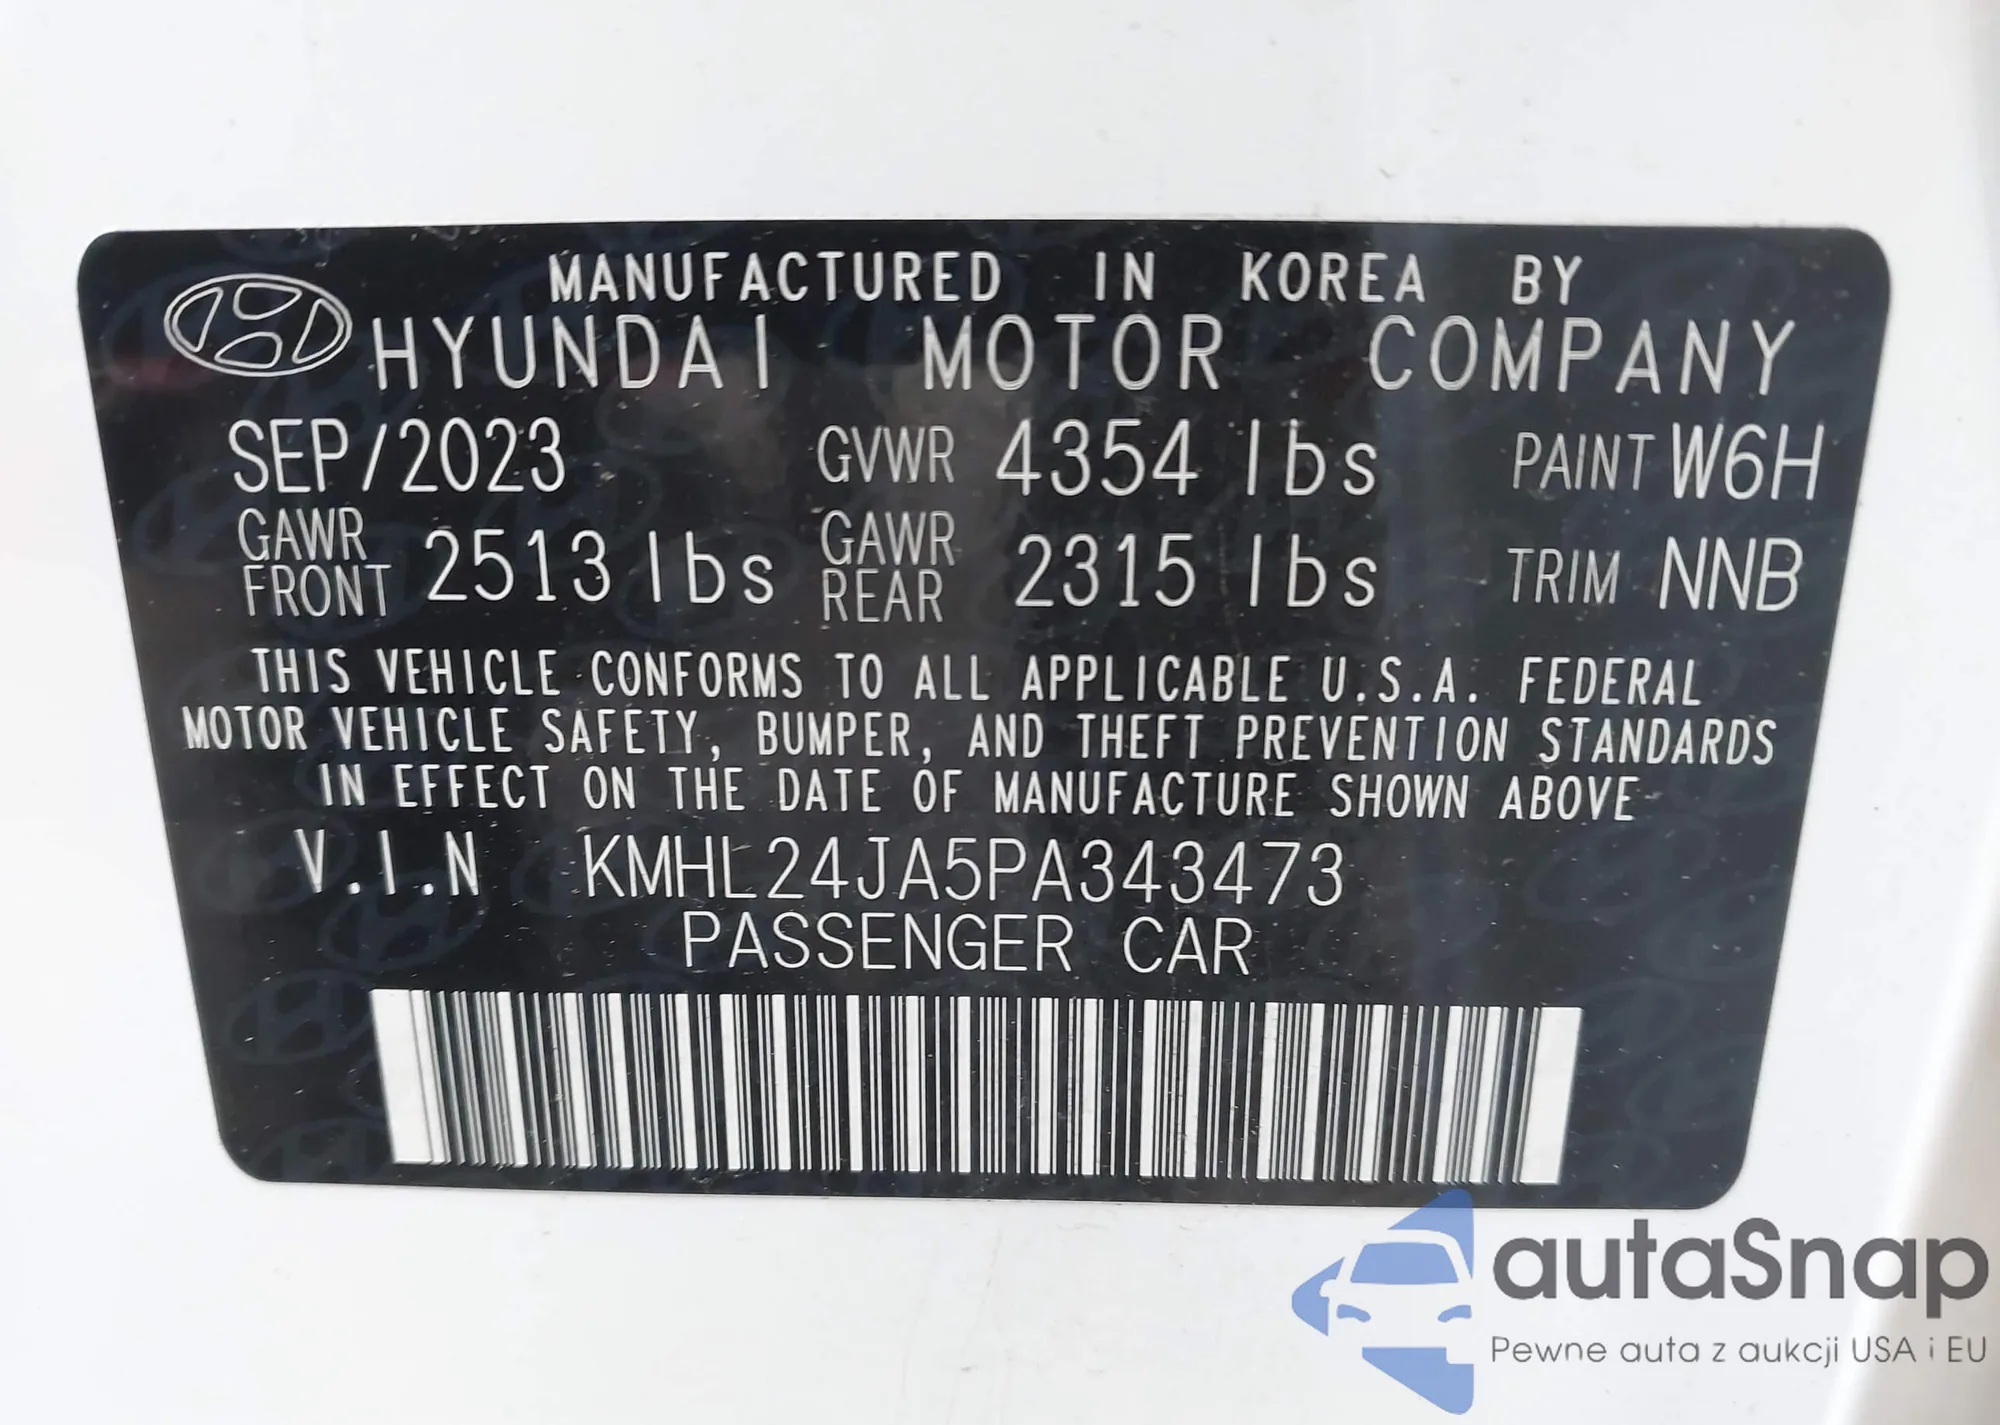 MANUFACTURED IN KOREA BY
HYUNDAI MOTOR COMPANY
SEP/2023 GVWR 4354 lbs PAINT W6H
GAWR FRONT 2513 lbs GAWR REAR 2315 lbs TRIM NNB
THIS VEHICLE CONFORMS TO ALL APPLICABLE U.S.A. FEDERAL
MOTOR VEHICLE SAFETY, BUMPER, AND THEFT PREVENTION STANDARDS
IN EFFECT ON THE DATE OF MANUFACTURE SHOWN ABOVE
V.I.N KMHL24JA5PA343473
PASSENGER CAR
autaSnap
Pewne auta z aukcji USA i EU